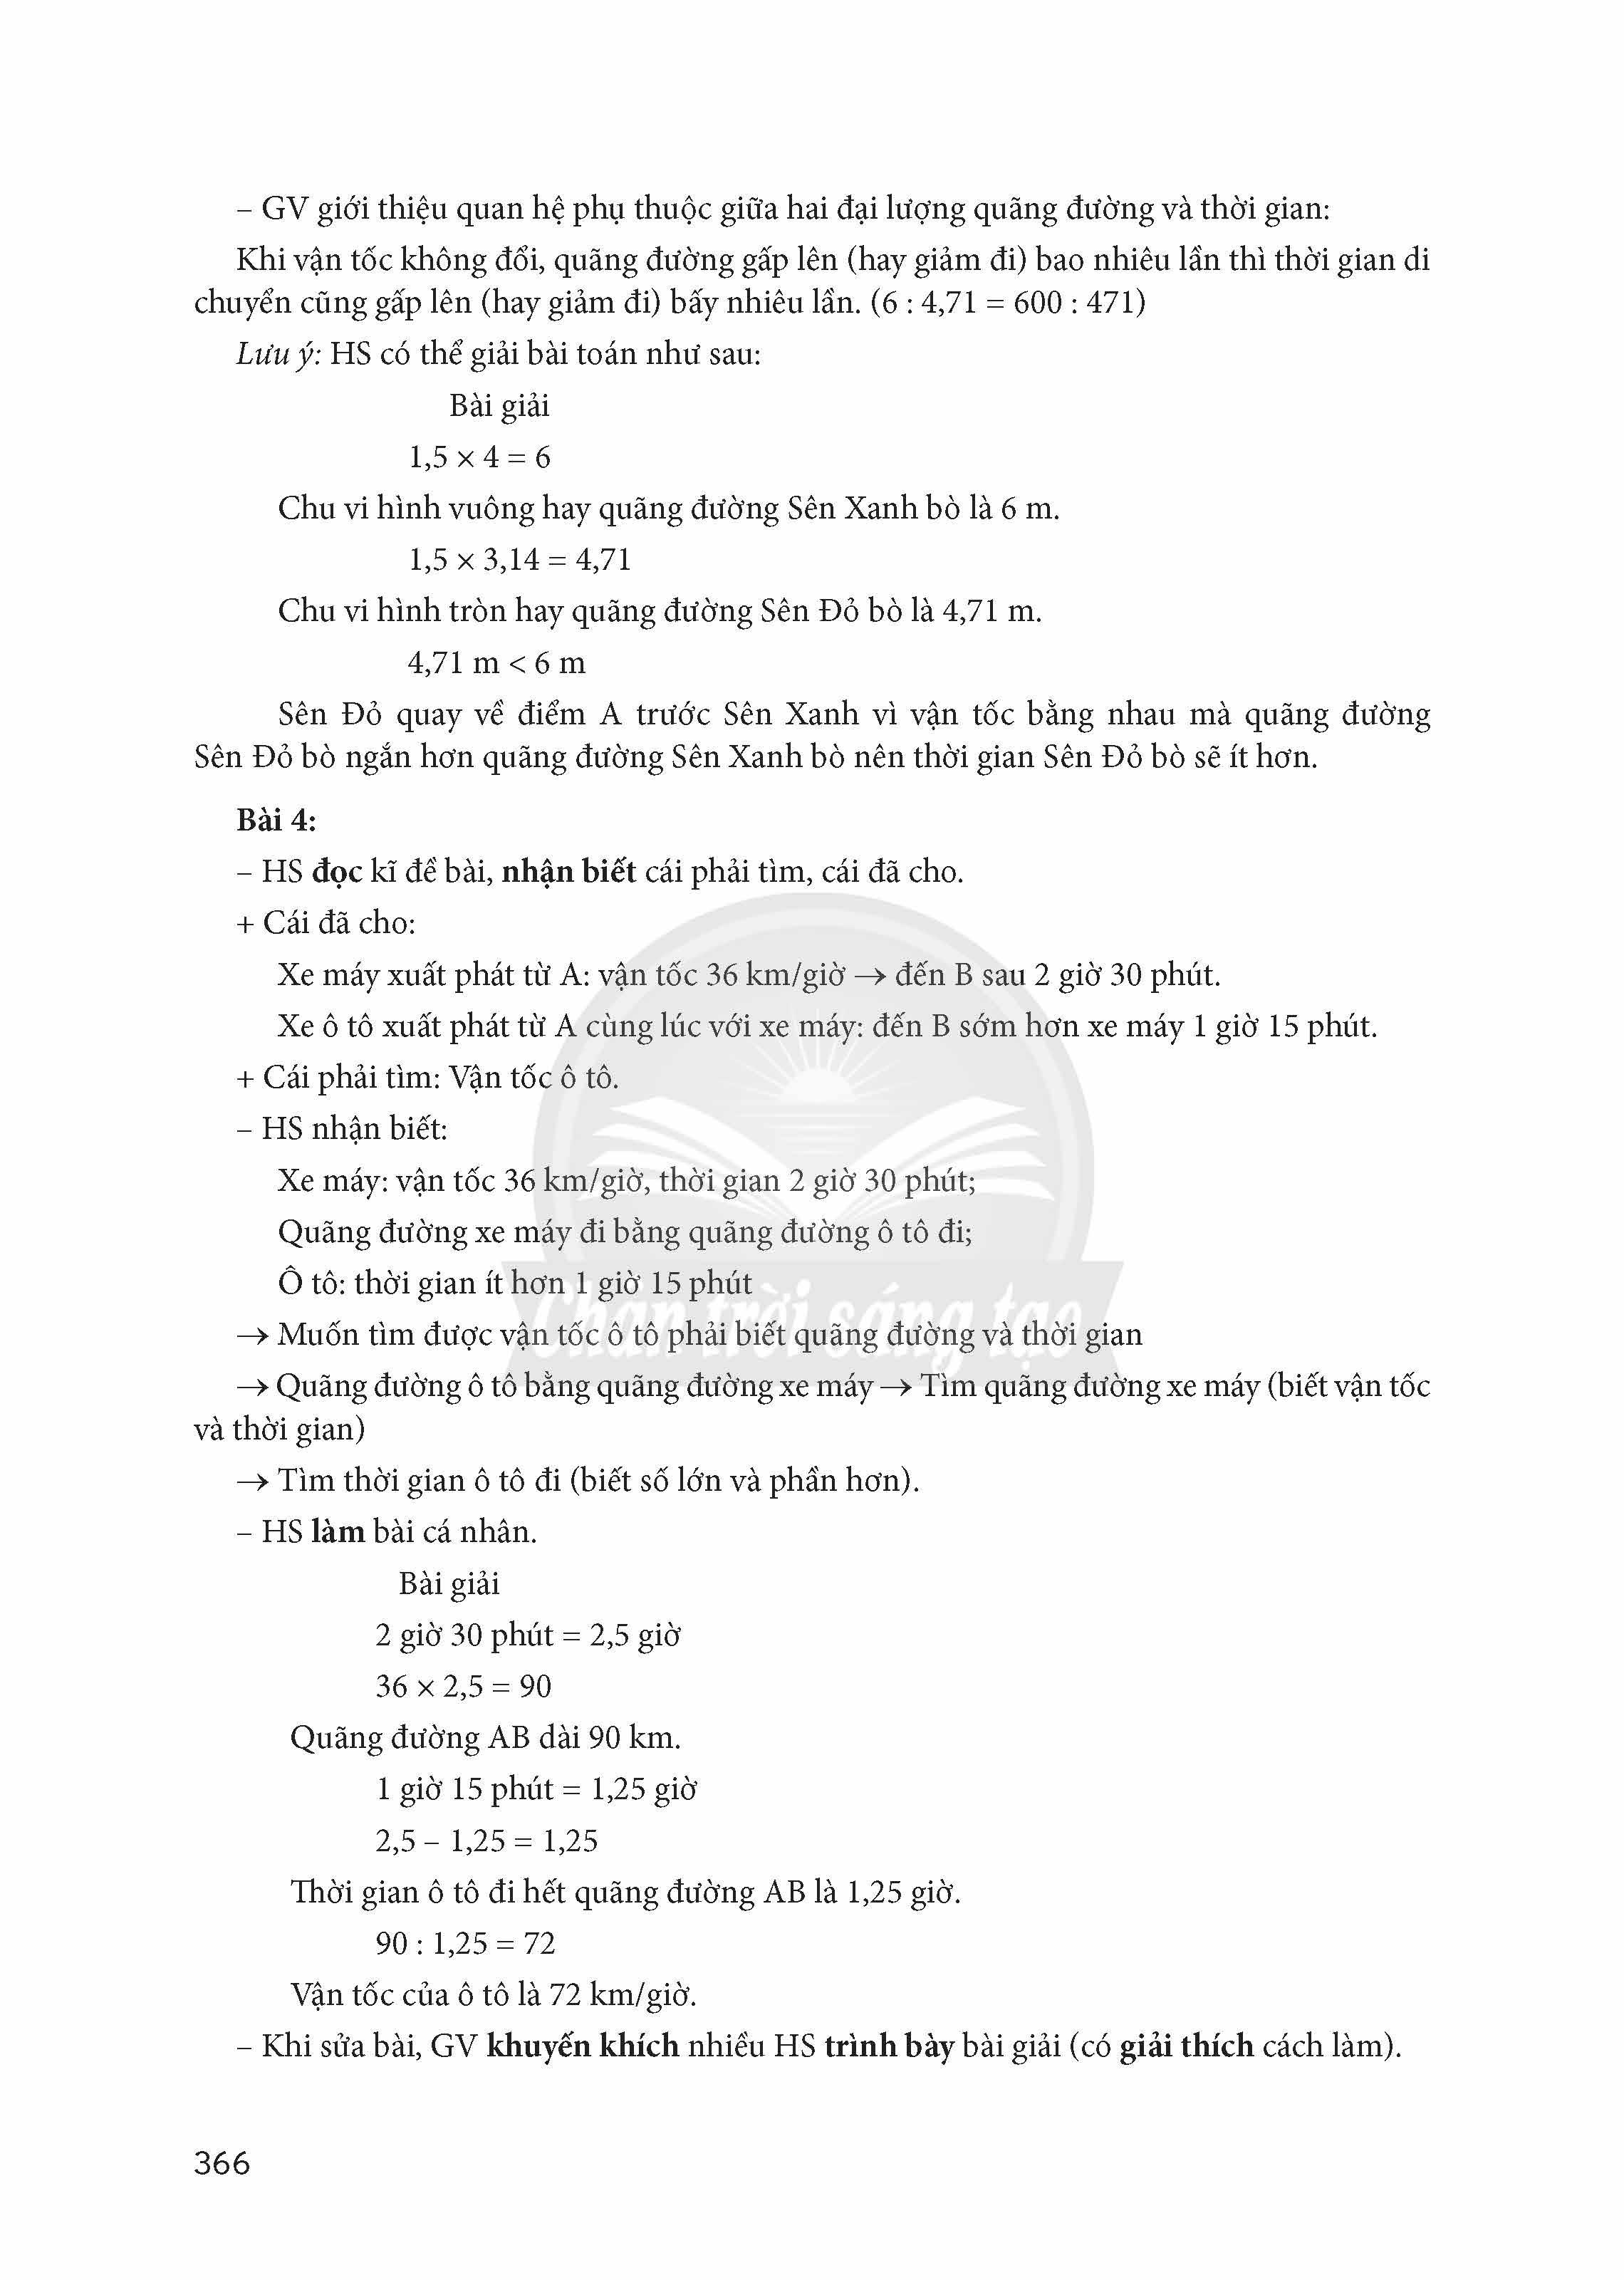 – GV giới thiệu quan hệ phụ thuộc giữa hai đại lượng quãng đường và thời gian:
Khi vận tốc không đổi, quãng đường gấp lên (hay giảm đi) bao nhiêu lần thì thời gian di
chuyển cũng gấp lên (hay giảm đi) bấy nhiêu lần. (6 : 4,71 = 600 : 471)
Lưu ý: HS có thể giải bài toán như sau:
Bài giải
1,5 × 4 = 6
Chu vi hình vuông hay quãng đường Sên Xanh bò là 6 m.
1,5 × 3,14 = 4,71
Chu vi hình tròn hay quãng đường Sên Đỏ bò là 4,71 m.
4,71 m < 6 m
Sên Đỏ quay về điểm A trước Sên Xanh vì vận tốc bằng nhau mà quãng đường
Sên Đỏ bò ngắn hơn quãng đường Sên Xanh bò nên thời gian Sên Đỏ bò sẽ ít hơn.
Bài 4:
– HS đọc kĩ đề bài, nhận biết cái phải tìm, cái đã cho.
+ Cái đã cho:
Xe máy xuất phát từ A: vận tốc 36 km/giờ → đến B sau 2 giờ 30 phút.
Xe ô tô xuất phát từ A cùng lúc với xe máy: đến B sớm hơn xe máy 1 giờ 15 phút.
+ Cái phải tìm: Vận tốc ô tô.
– HS nhận biết:
Xe máy: vận tốc 36 km/giờ, thời gian 2 giờ 30 phút;
Quãng đường xe máy đi bằng quãng đường ô tô đi;
Ô tô: thời gian ít hơn 1 giờ 15 phút
Chân trời sáng tạo
→ Muốn tìm được vận tốc ô tô phải biết quãng đường và thời gian
→ Quãng đường ô tô bằng quãng đường xe máy → Tìm quãng đường xe máy (biết vận tốc
và thời gian)
→ Tìm thời gian ô tô đi (biết số lớn và phần hơn).
– HS làm bài cá nhân.
Bài giải
2 giờ 30 phút = 2,5 giờ
36 × 2,5 = 90
Quãng đường AB dài 90 km.
1 giờ 15 phút = 1,25 giờ
2,5 – 1,25 = 1,25
Thời gian ô tô đi hết quãng đường AB là 1,25 giờ.
90 : 1,25 = 72
Vận tốc của ô tô là 72 km/giờ.
– Khi sửa bài, GV khuyến khích nhiều HS trình bày bài giải (có giải thích cách làm).
366